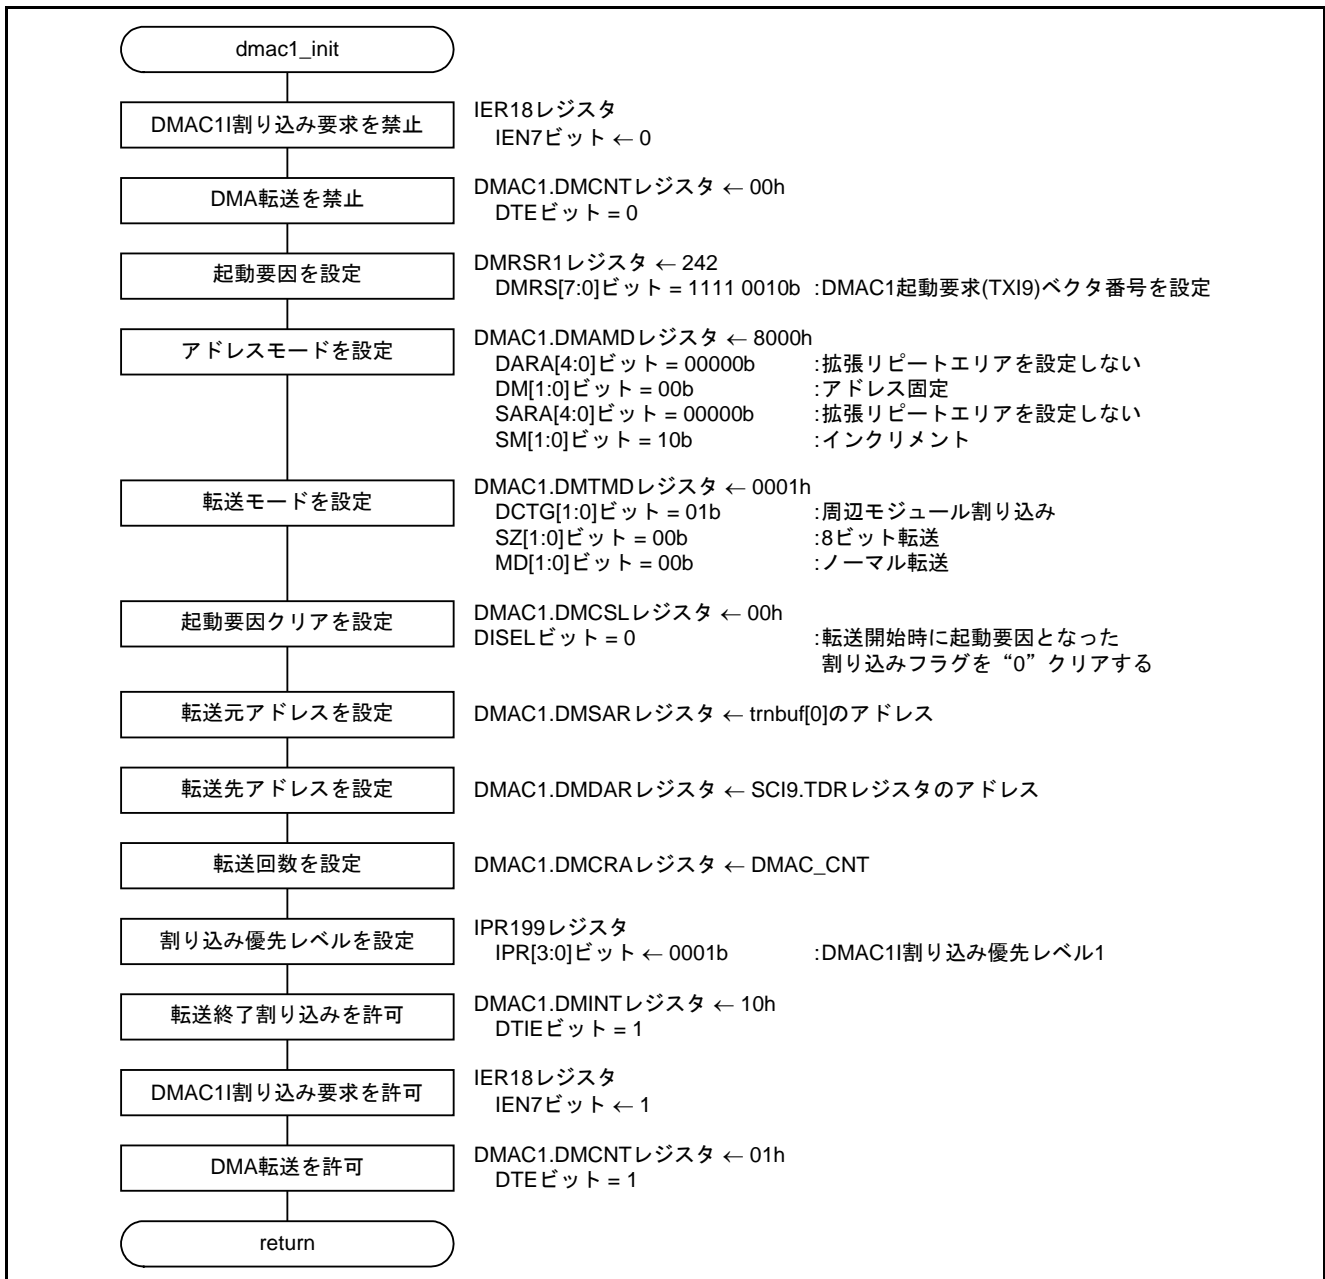 dmac1_init
DMAC1I割り込み要求を禁止
IER18レジスタ
IEN7ビット ← 0
DMA転送を禁止
DMAC1.DMCNTレジスタ ← 00h
DTEビット = 0
起動要因を設定
DMRSR1レジスタ ← 242
DMRS[7:0]ビット = 1111 0010b :DMAC1起動要求(TXI9)ベクタ番号を設定
アドレスモードを設定
DMAC1.DMAMDレジスタ ← 8000h
DARA[4:0]ビット = 00000b :拡張リピートエリアを設定しない
DM[1:0]ビット = 00b :アドレス固定
SARA[4:0]ビット = 00000b :拡張リピートエリアを設定しない
SM[1:0]ビット = 10b :インクリメント
転送モードを設定
DMAC1.DMTMDレジスタ ← 0001h
DCTG[1:0]ビット = 01b :周辺モジュール割り込み
SZ[1:0]ビット = 00b :8ビット転送
MD[1:0]ビット = 00b :ノーマル転送
起動要因クリアを設定
DMAC1.DMCSLレジスタ ← 00h
DISELビット = 0 :転送開始時に起動要因となった
割り込みフラグを“0”クリアする
転送元アドレスを設定
DMAC1.DMSARレジスタ ← trnbuf[0]のアドレス
転送先アドレスを設定
DMAC1.DMDARレジスタ ← SCI9.TDRレジスタのアドレス
転送回数を設定
DMAC1.DMCRAレジスタ ← DMAC_CNT
割り込み優先レベルを設定
IPR199レジスタ
IPR[3:0]ビット ← 0001b :DMAC1I割り込み優先レベル1
転送終了割り込みを許可
DMAC1.DMINTレジスタ ← 10h
DTIEビット = 1
DMAC1I割り込み要求を許可
IER18レジスタ
IEN7ビット ← 1
DMA転送を許可
DMAC1.DMCNTレジスタ ← 01h
DTEビット = 1
return